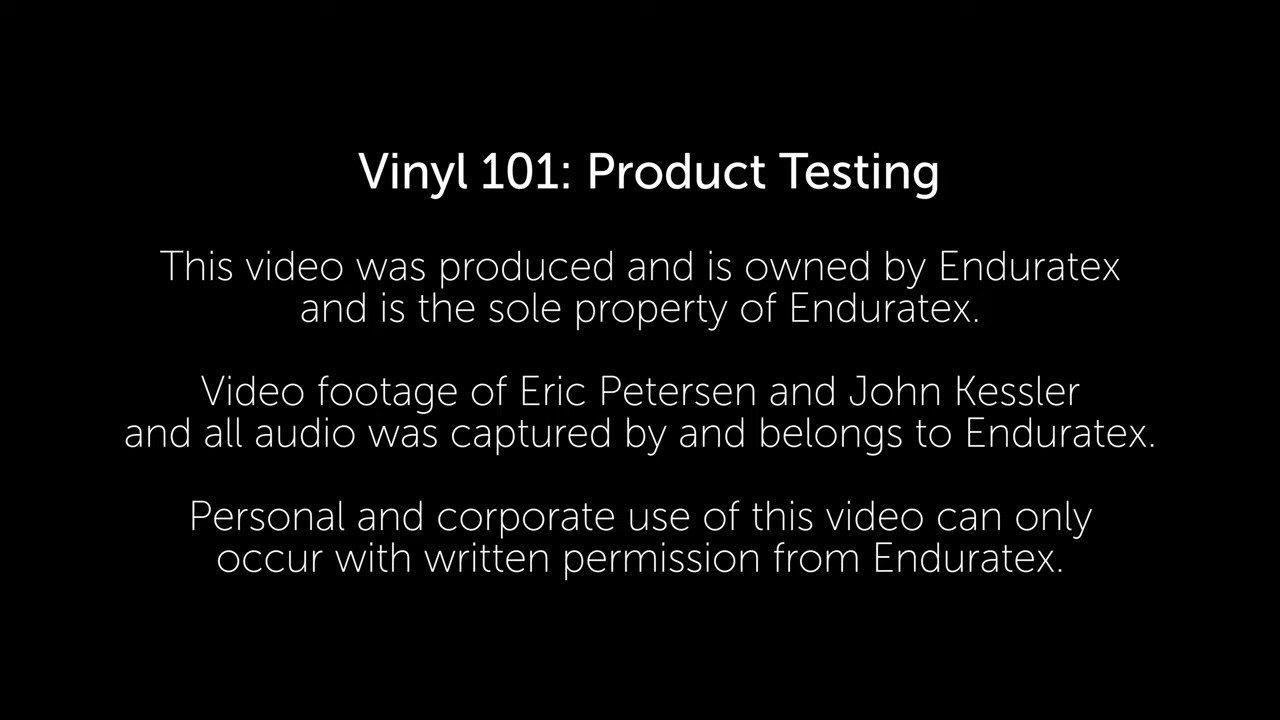 Vinyl 101: Product Testing
This video was produced and is owned by Enduratex
and is the sole property of Enduratex.
Video footage of Eric Petersen and John Kessler
and all audio was captured by and belongs to Enduratex.
Personal and corporate use of this video can only
occur with written permission from Enduratex.